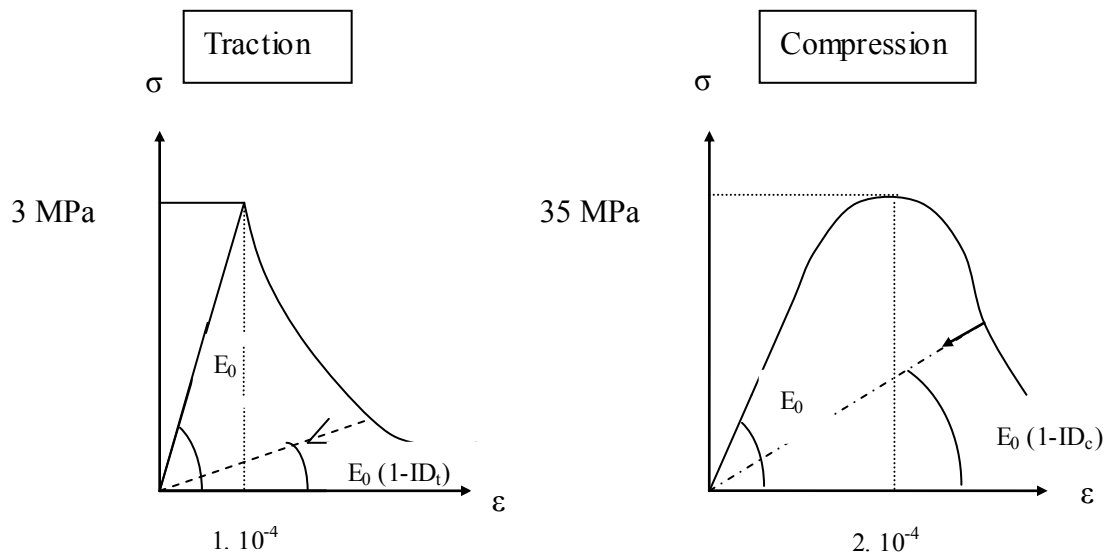 Traction
σ
3 MPa
E₀
E₀ (1-IDₜ)
ε
1. 10⁻⁴
Compression
σ
35 MPa
E₀
E₀ (1-ID꜀)
ε
2. 10⁻⁴